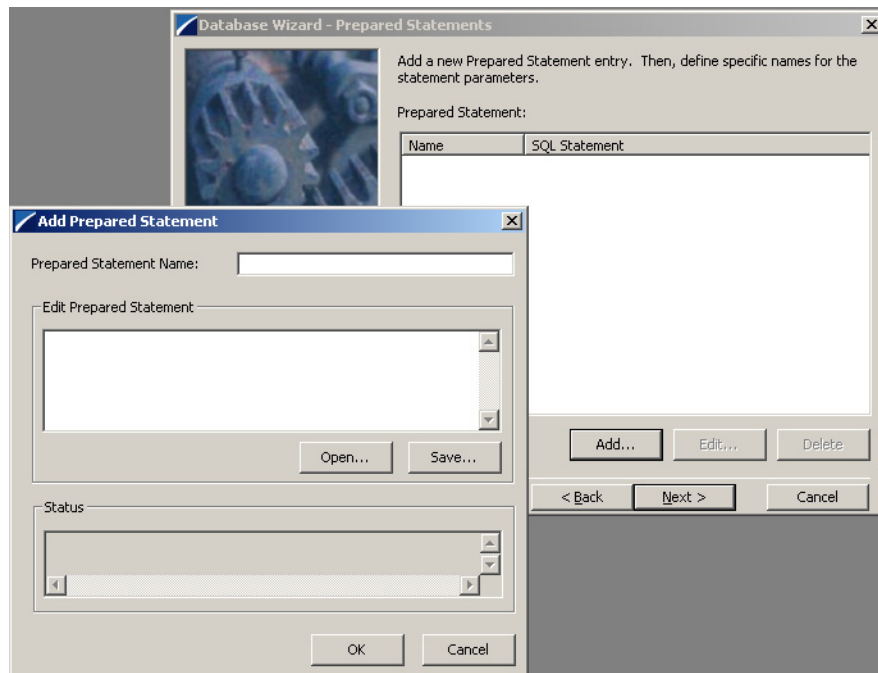 Database Wizard - Prepared Statements
Add a new Prepared Statement entry. Then, define specific names for the
statement parameters.
Prepared Statement:
Name SQL Statement
Add... Edit... Delete
< Back Next > Cancel
Add Prepared Statement
Prepared Statement Name:
Edit Prepared Statement
Open... Save...
Status
OK Cancel